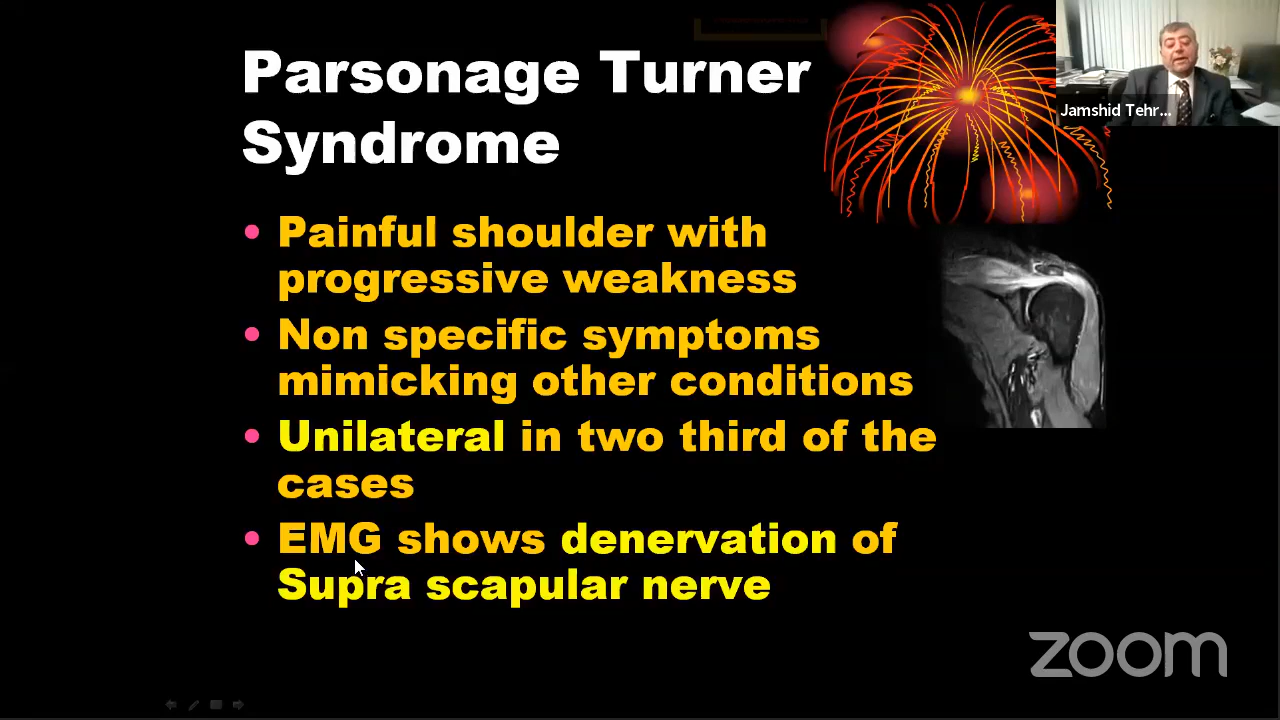 Parsonage Turner
Syndrome
Jamshid Tehr...
• Painful shoulder with
progressive weakness
• Non specific symptoms
mimicking other conditions
• Unilateral in two third of the
cases
• EMG shows denervation of
Supra scapular nerve
zoom